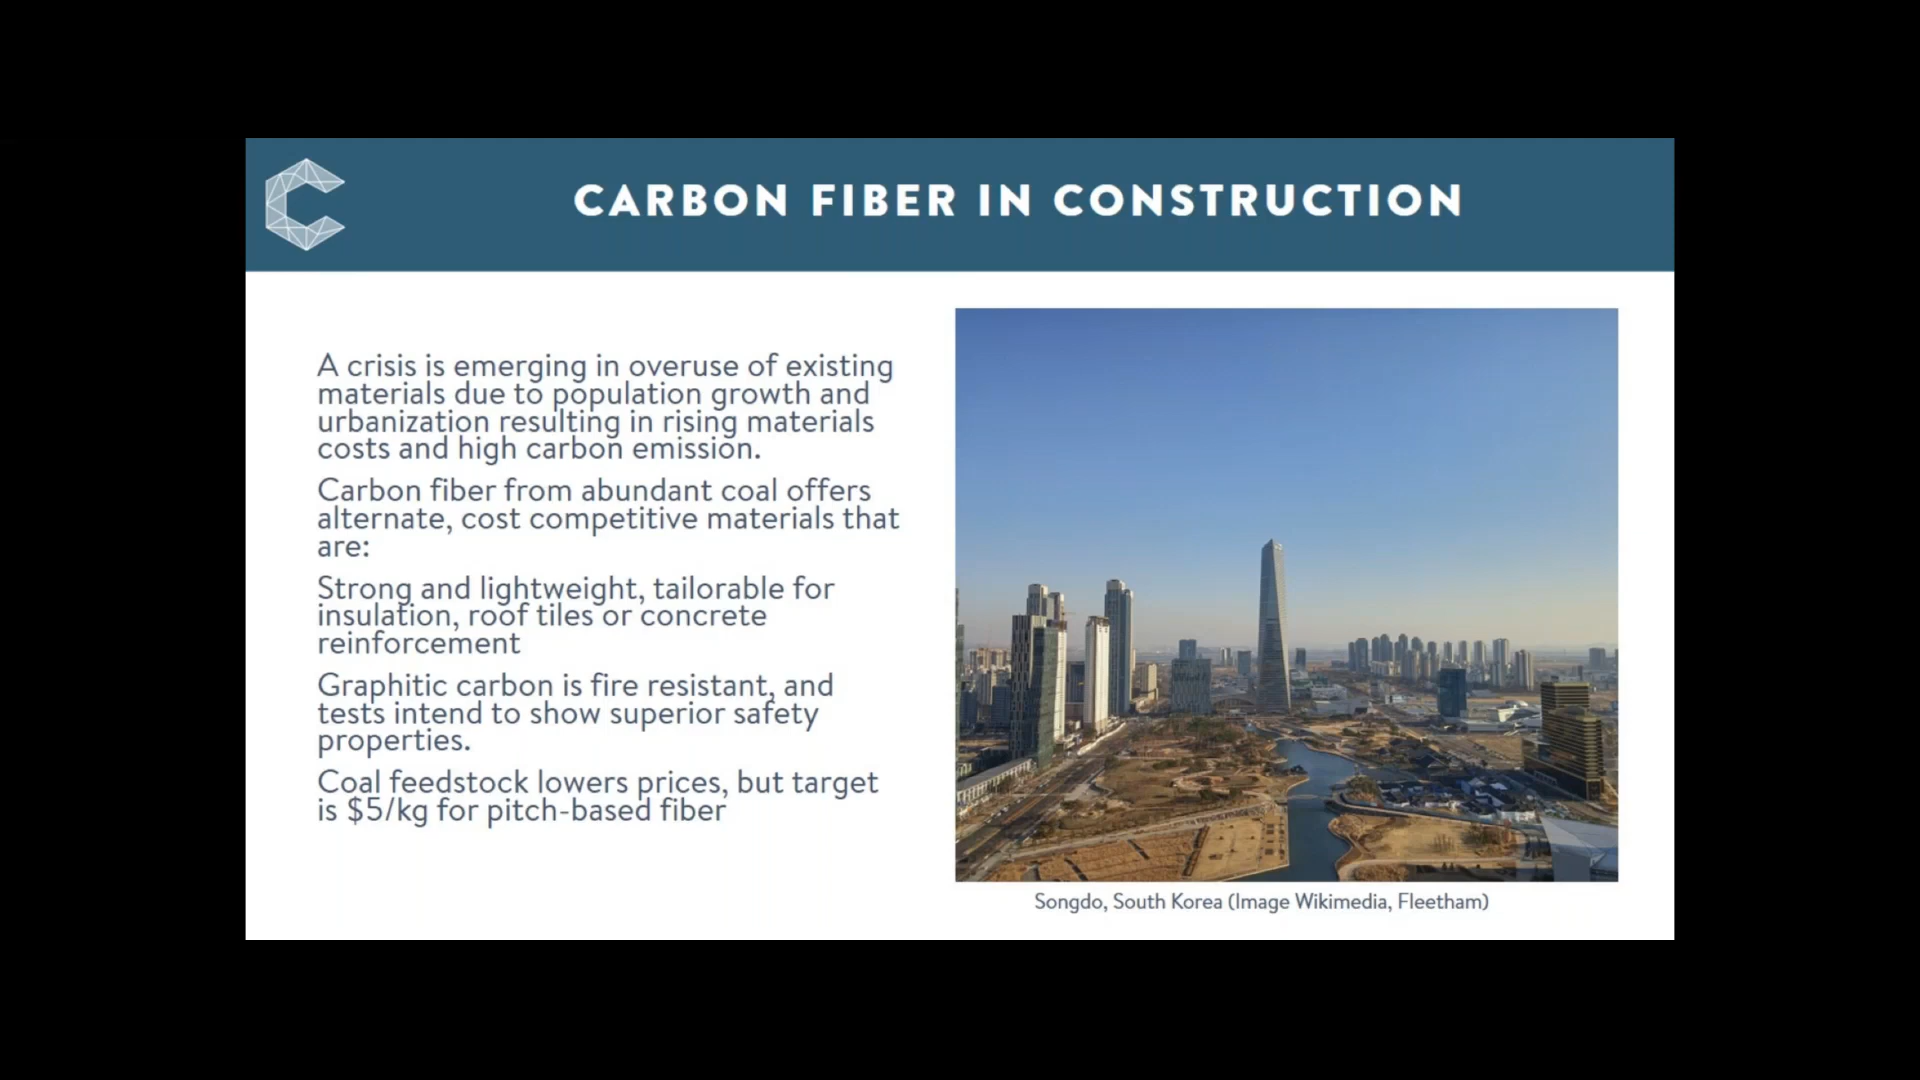 CARBON FIBER IN CONSTRUCTION
A crisis is emerging in overuse of existing
materials due to population growth and
urbanization resulting in rising materials
costs and high carbon emission.
Carbon fiber from abundant coal offers
alternate, cost competitive materials that
are:
Strong and lightweight, tailorable for
insulation, roof tiles or concrete
reinforcement
Graphitic carbon is fire resistant, and
tests intend to show superior safety
properties.
Coal feedstock lowers prices, but target
is $5/kg for pitch-based fiber
Songdo, South Korea (Image Wikimedia, Fleetham)